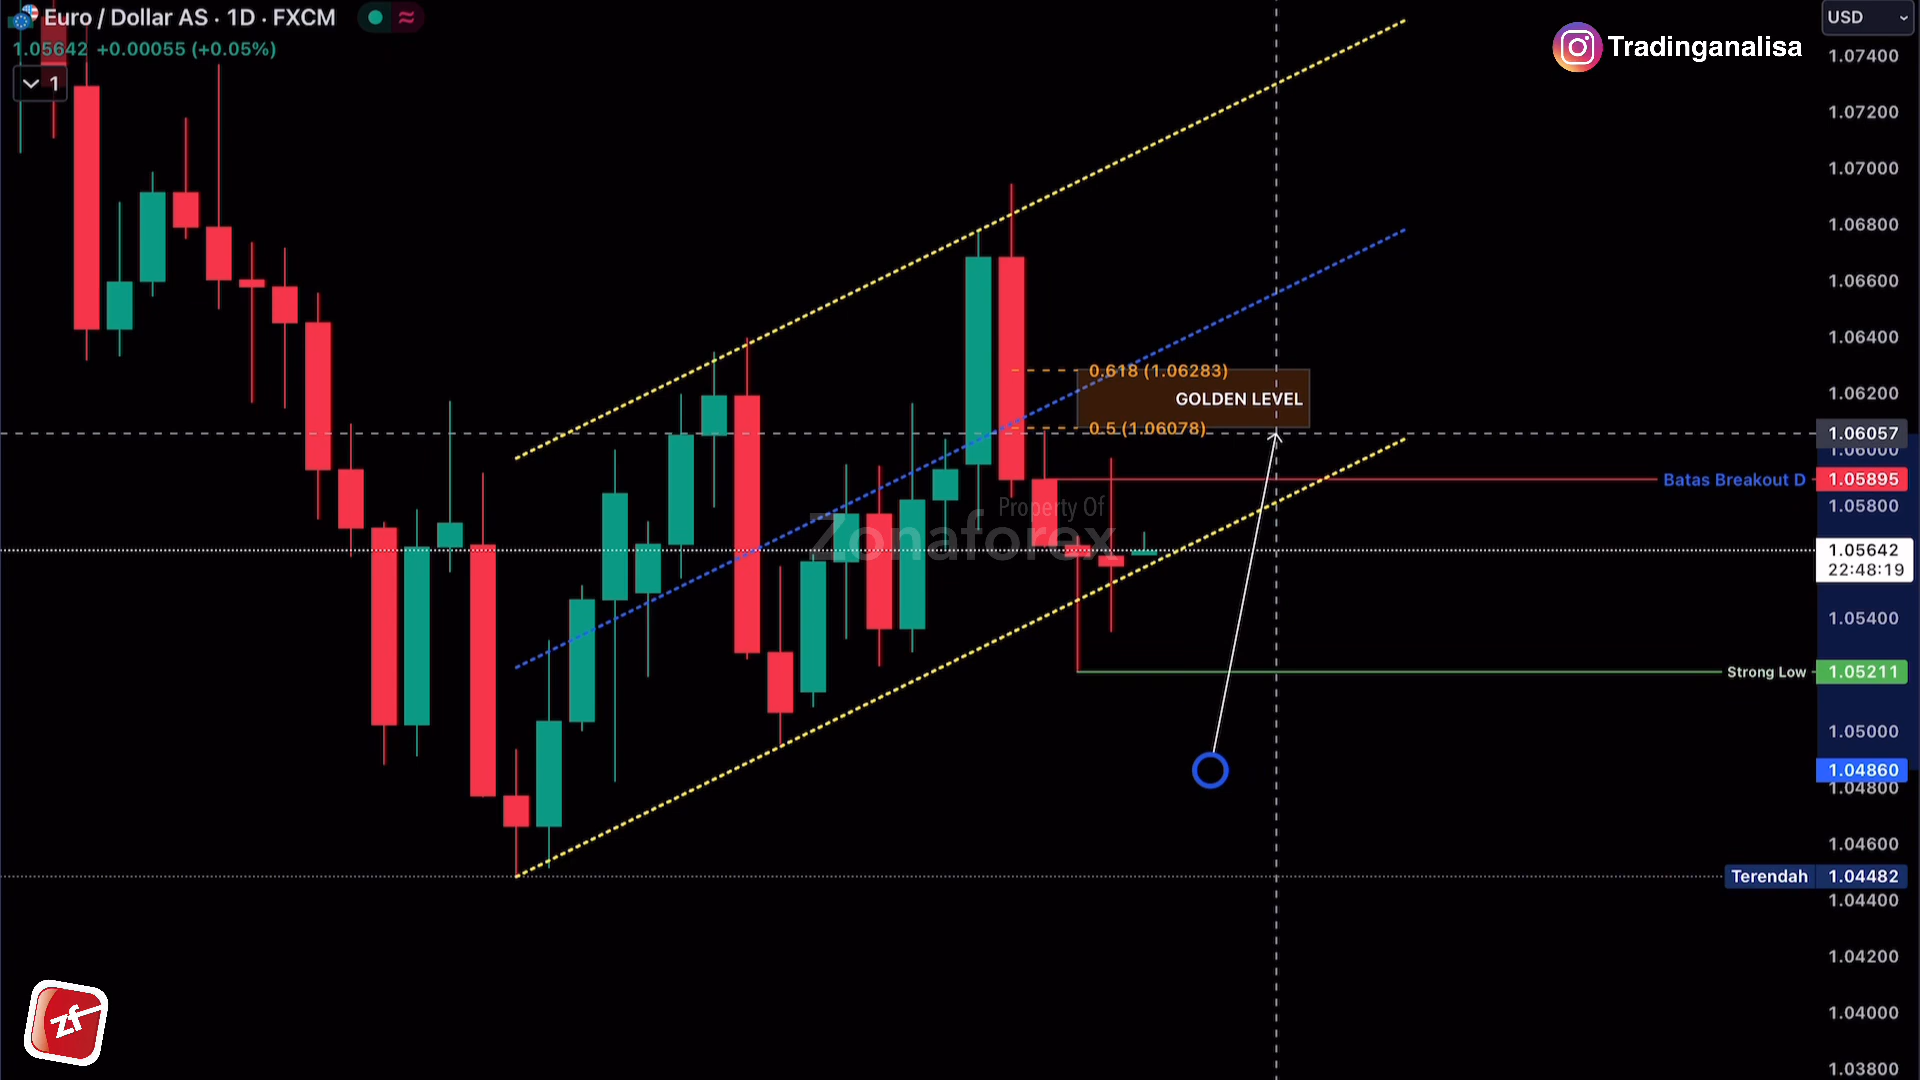 Euro / Dollar AS · 1D · FXCM
1.05642 +0.00055 (+0.05%)
1
Tradinganalisa
USD
1.07400
1.07200
1.07000
1.06800
1.06600
1.06400
1.06200
1.06057
1.06000
1.05895
1.05800
1.05642
22:48:19
1.05400
1.05211
1.05000
1.04860
1.04800
1.04600
1.04482
1.04400
1.04200
1.04000
1.03800
0.618 (1.06283)
GOLDEN LEVEL
0.5 (1.06078)
Batas Breakout D
Property Of
Zonaforex
Strong Low
Terendah
zf